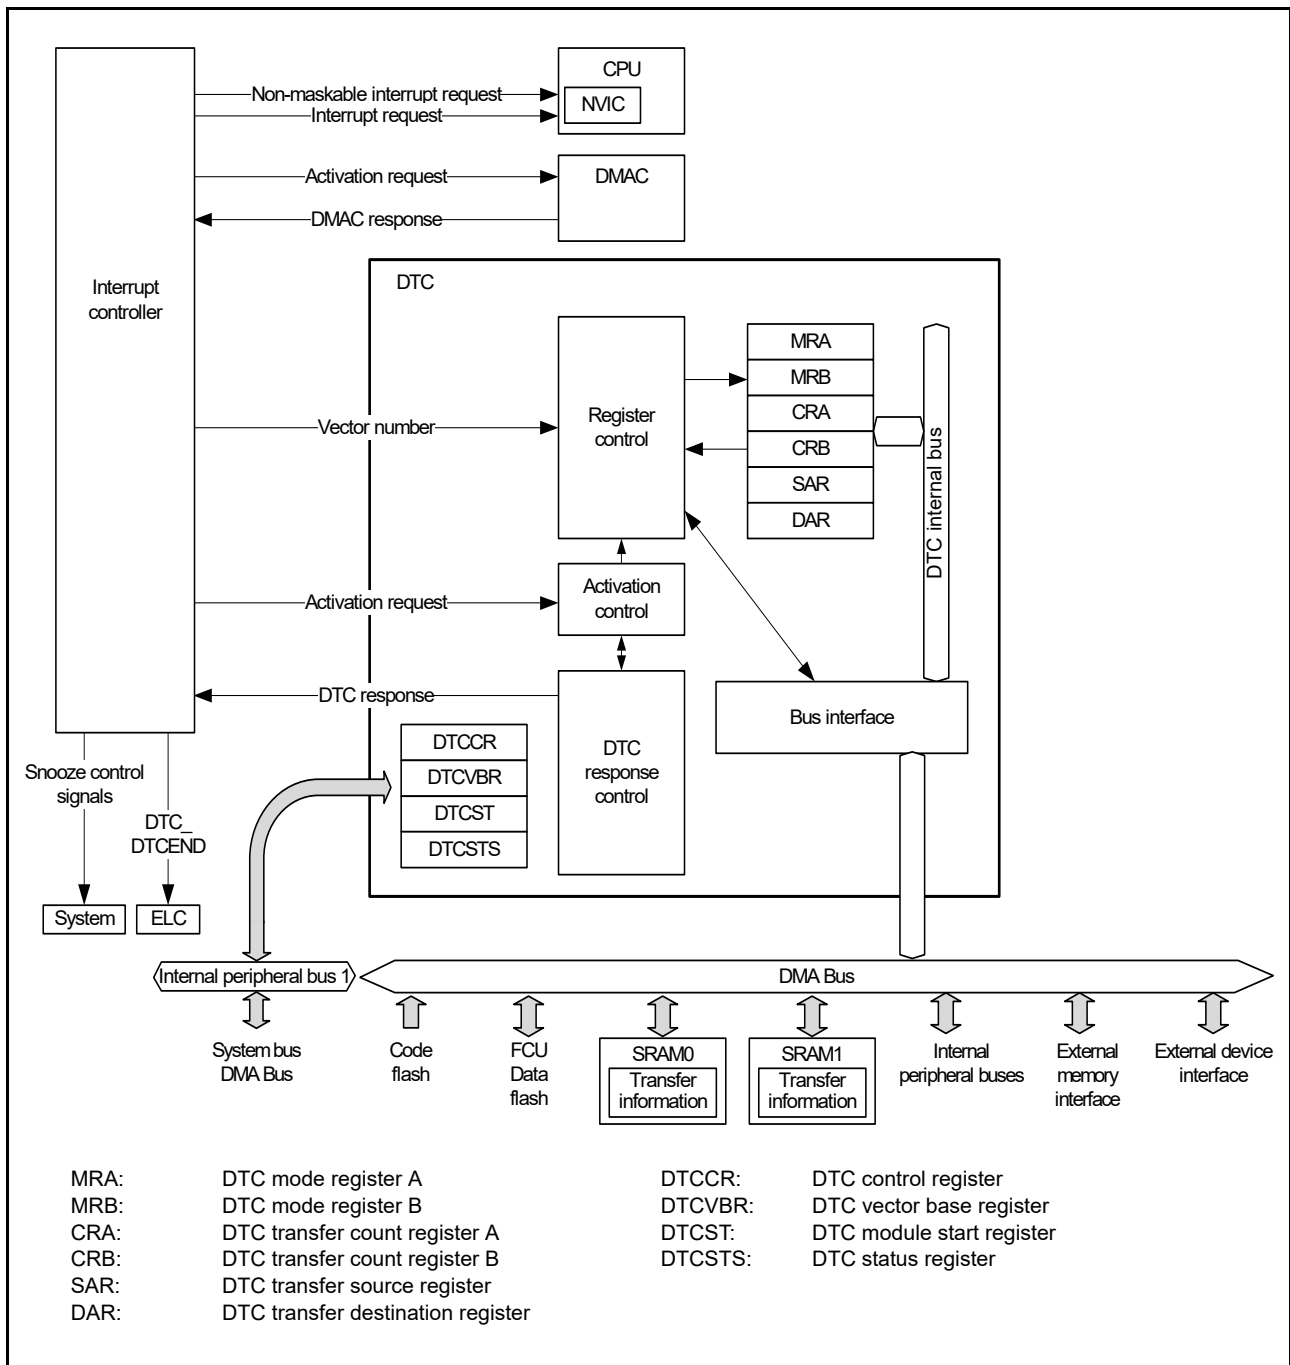 CPU
NVIC
Non-maskable interrupt request
Interrupt request
Activation request
DMAC
DMAC response
Interrupt
controller
DTC
MRA
MRB
CRA
CRB
SAR
DAR
Register
control
Vector number
DTC internal bus
Activation
control
Activation request
DTC response
Bus interface
DTCCR
DTCVBR
DTCST
DTCSTS
DTC
response
control
Snooze control
signals
DTC_
DTCEND
System
ELC
Internal peripheral bus 1
DMA Bus
System bus
DMA Bus
Code
flash
FCU
Data
flash
SRAM0
Transfer
information
SRAM1
Transfer
information
Internal
peripheral buses
External
memory
interface
External device
interface
MRA: DTC mode register A
MRB: DTC mode register B
CRA: DTC transfer count register A
CRB: DTC transfer count register B
SAR: DTC transfer source register
DAR: DTC transfer destination register
DTCCR: DTC control register
DTCVBR: DTC vector base register
DTCST: DTC module start register
DTCSTS: DTC status register